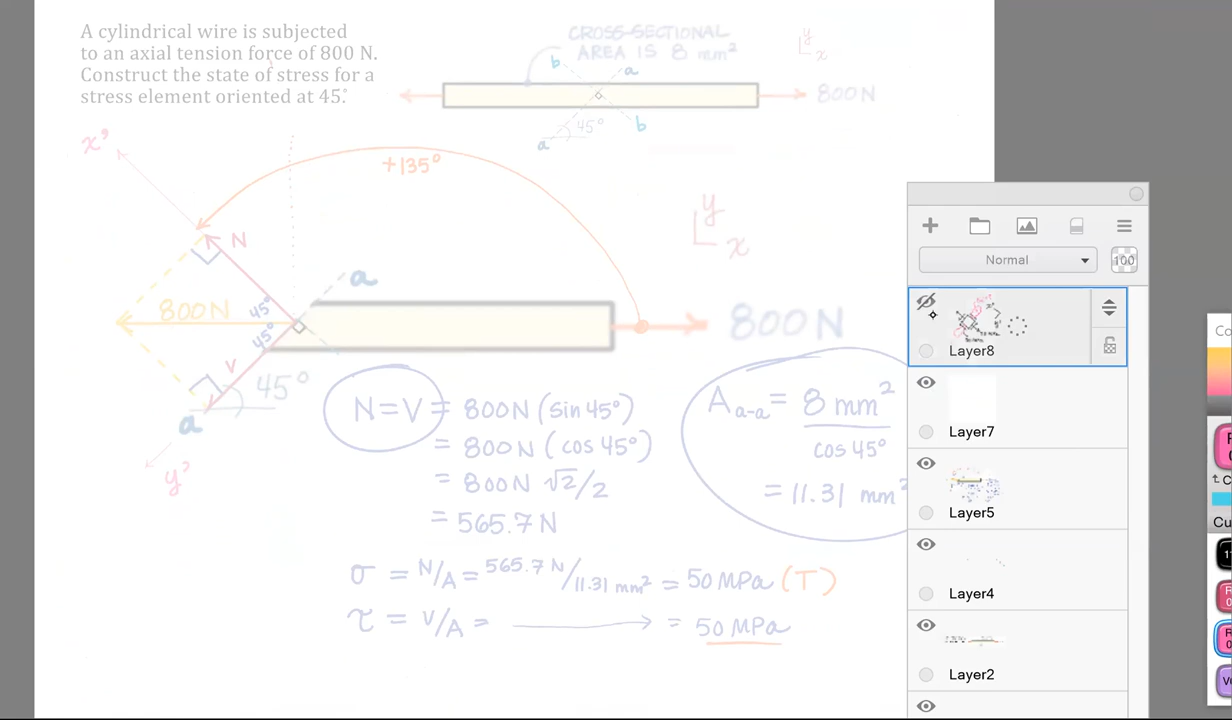 A cylindrical wire is subjected
to an axial tension force of 800 N.
Construct the state of stress for a
stress element oriented at 45°.
CROSS-SECTIONAL
AREA IS 8 mm²
y
x
b
a
800N
45°
a
b
x'
+135°
y
x
N
a
800N
45°
45°
800N
V
45°
a
y'
N=V = 800N (sin 45°)
= 800N (cos 45°)
= 800N √2/2
= 565.7 N
A a-a = 8 mm²
cos 45°
= 11.31 mm²
σ = N/A = 565.7 N/11.31 mm² = 50 MPa (T)
τ = V/A = ⟶ = 50 MPa
Normal
100
Layer8
Layer7
Layer5
Layer4
Layer2
Co
Cu